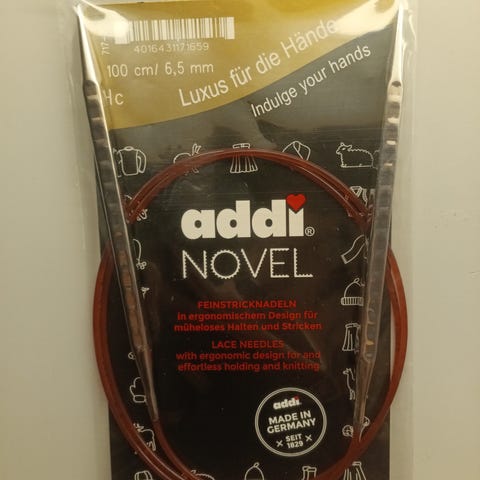 717-
4016431171659
100 cm/ 6,5 mm
Luxus für die Hände
Indulge your hands
addi®
NOVEL
FEINSTRICKNADELN
in ergonomischem Design für
müheloses Halten und Stricken
LACE NEEDLES
with ergonomic design for and
effortless holding and knitting
addi
MADE IN
GERMANY
SEIT
1829